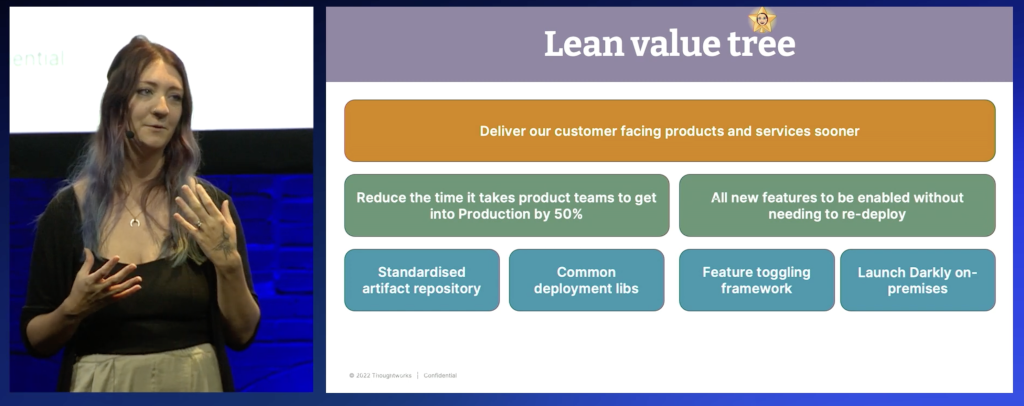 ential
Lean value tree
Deliver our customer facing products and services sooner
Reduce the time it takes product teams to get
into Production by 50%
All new features to be enabled without
needing to re-deploy
Standardised
artifact repository
Common
deployment libs
Feature toggling
framework
Launch Darkly on-
premises
© 2022 Thoughtworks | Confidential